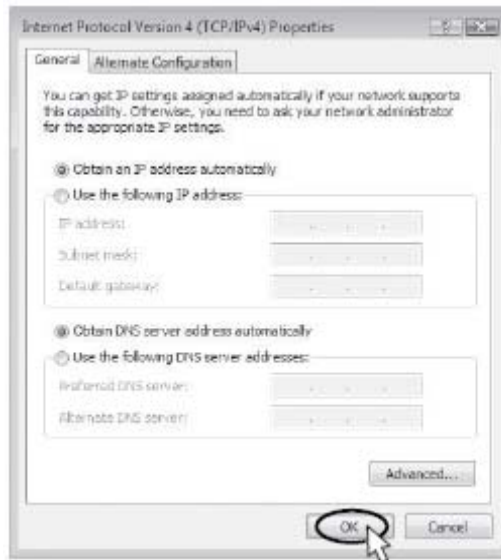 Internet Protocol Version 4 (TCP/IPv4) Properties
General
Alternate Configuration
You can get IP settings assigned automatically if your network supports
this capability. Otherwise, you need to ask your network administrator
for the appropriate IP settings.
Obtain an IP address automatically
Use the following IP address:
IP address:
Subnet mask:
Default gateway:
Obtain DNS server address automatically
Use the following DNS server addresses:
Preferred DNS server:
Alternate DNS server:
Advanced...
OK
Cancel